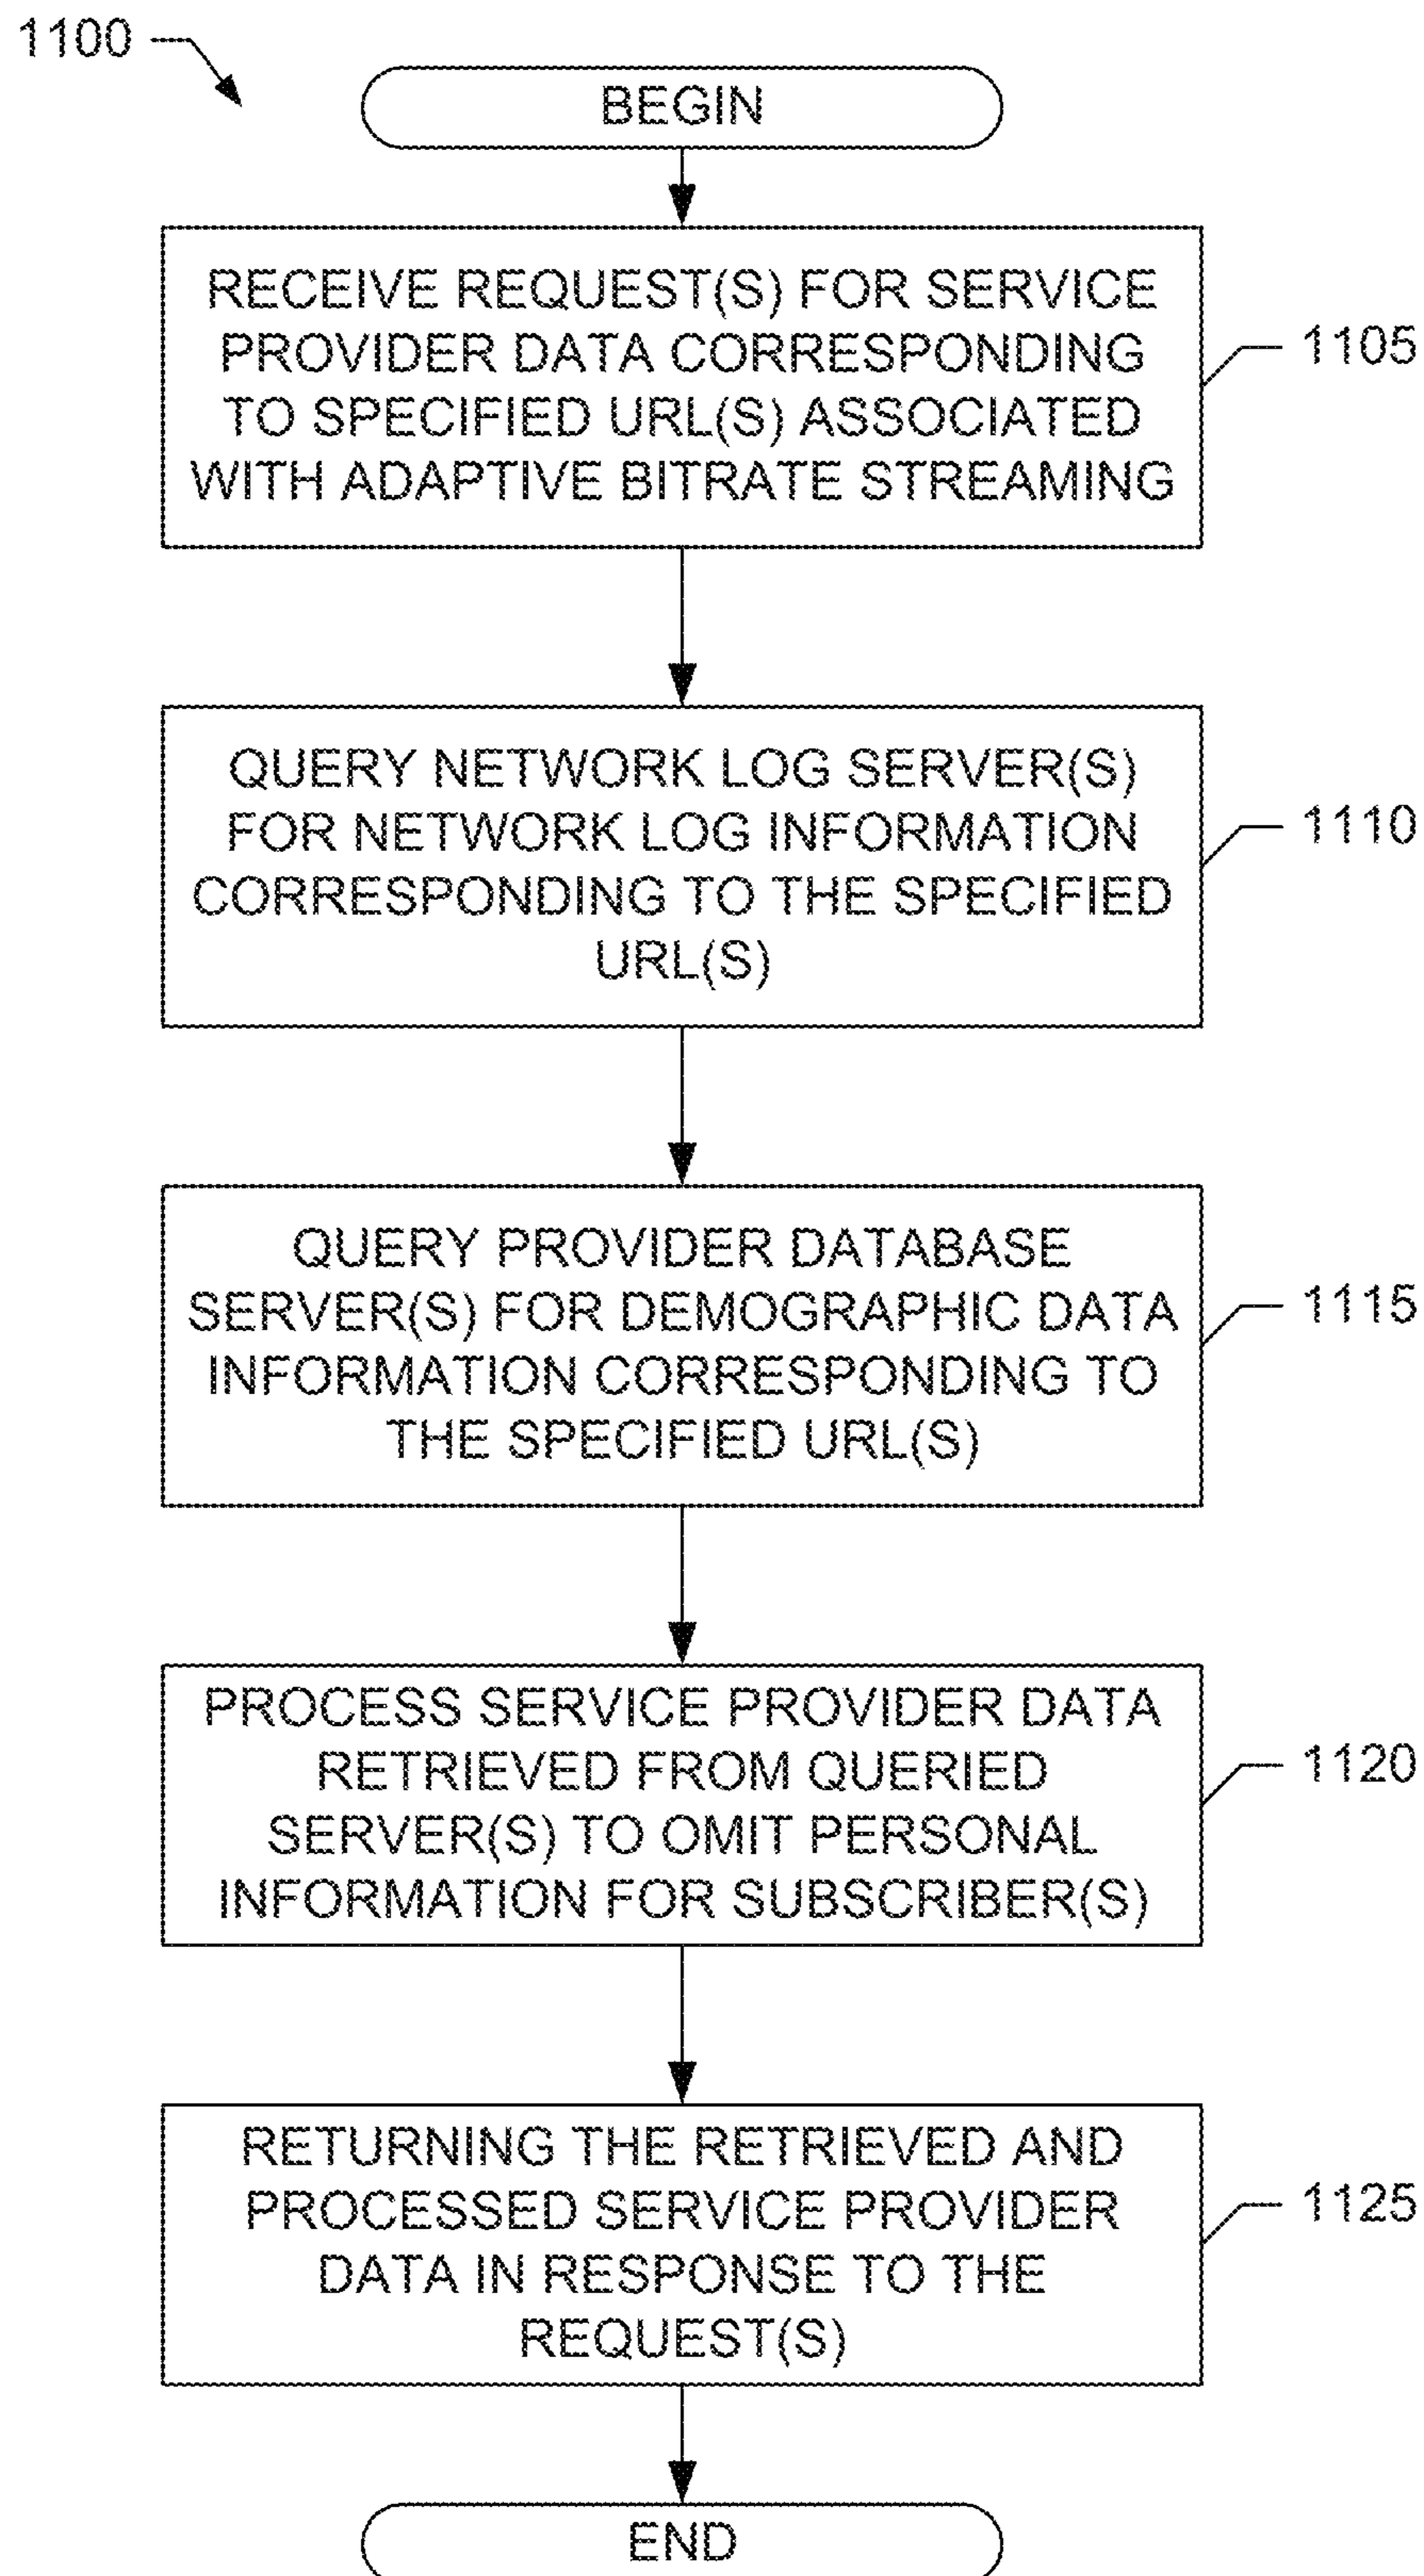 1100
BEGIN
RECEIVE REQUEST(S) FOR SERVICE
PROVIDER DATA CORRESPONDING
TO SPECIFIED URL(S) ASSOCIATED
WITH ADAPTIVE BITRATE STREAMING
1105
QUERY NETWORK LOG SERVER(S)
FOR NETWORK LOG INFORMATION
CORRESPONDING TO THE SPECIFIED
URL(S)
1110
QUERY PROVIDER DATABASE
SERVER(S) FOR DEMOGRAPHIC DATA
INFORMATION CORRESPONDING TO
THE SPECIFIED URL(S)
1115
PROCESS SERVICE PROVIDER DATA
RETRIEVED FROM QUERIED
SERVER(S) TO OMIT PERSONAL
INFORMATION FOR SUBSCRIBER(S)
1120
RETURNING THE RETRIEVED AND
PROCESSED SERVICE PROVIDER
DATA IN RESPONSE TO THE
REQUEST(S)
1125
END